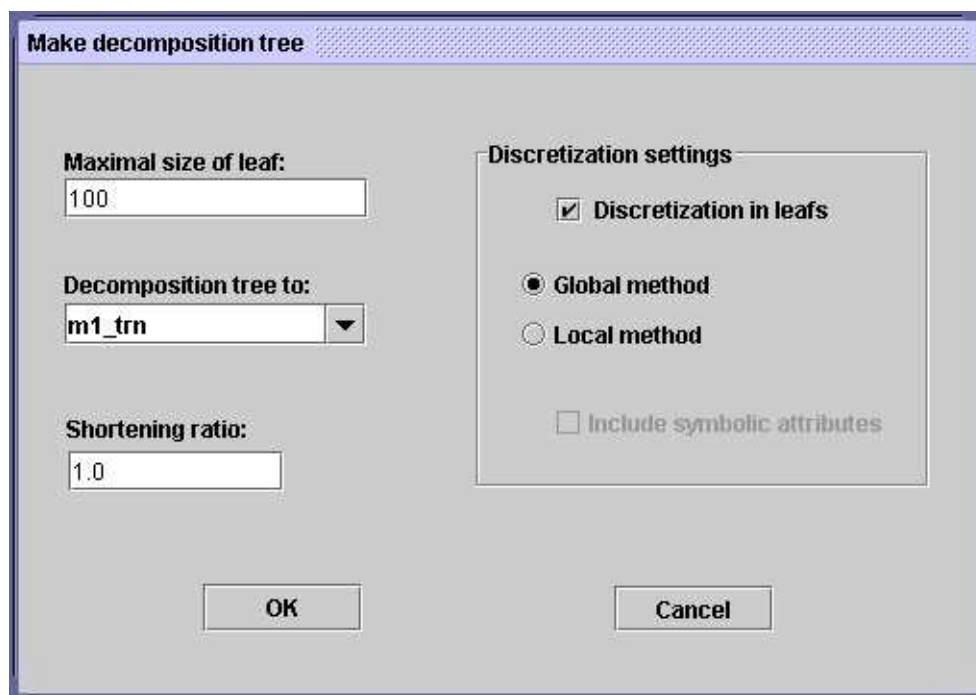 Make decomposition tree
Maximal size of leaf:
100
Decomposition tree to:
m1_trn
Shortening ratio:
1.0
Discretization settings
Discretization in leafs
Global method
Local method
Include symbolic attributes
OK
Cancel